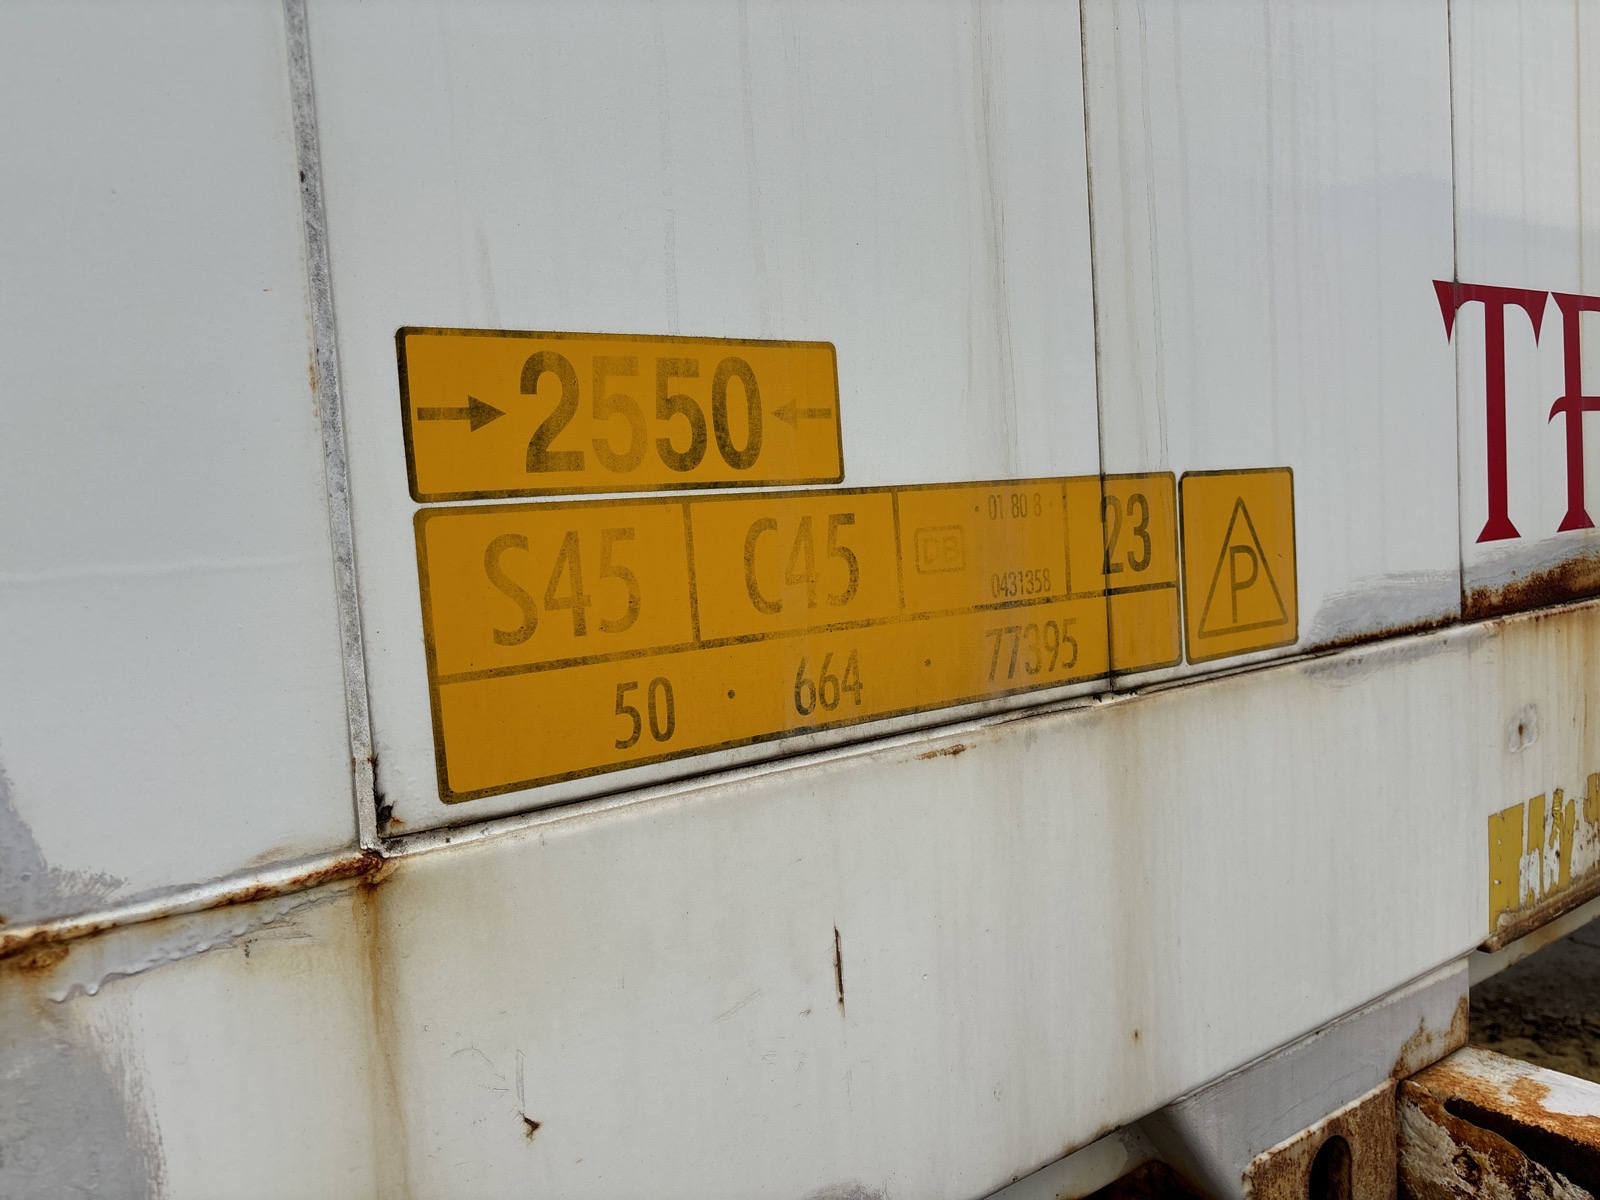 →2550←
S45 C45 DB · 01 80 8 · 23
0431358
50 · 664 · 77395
P
T